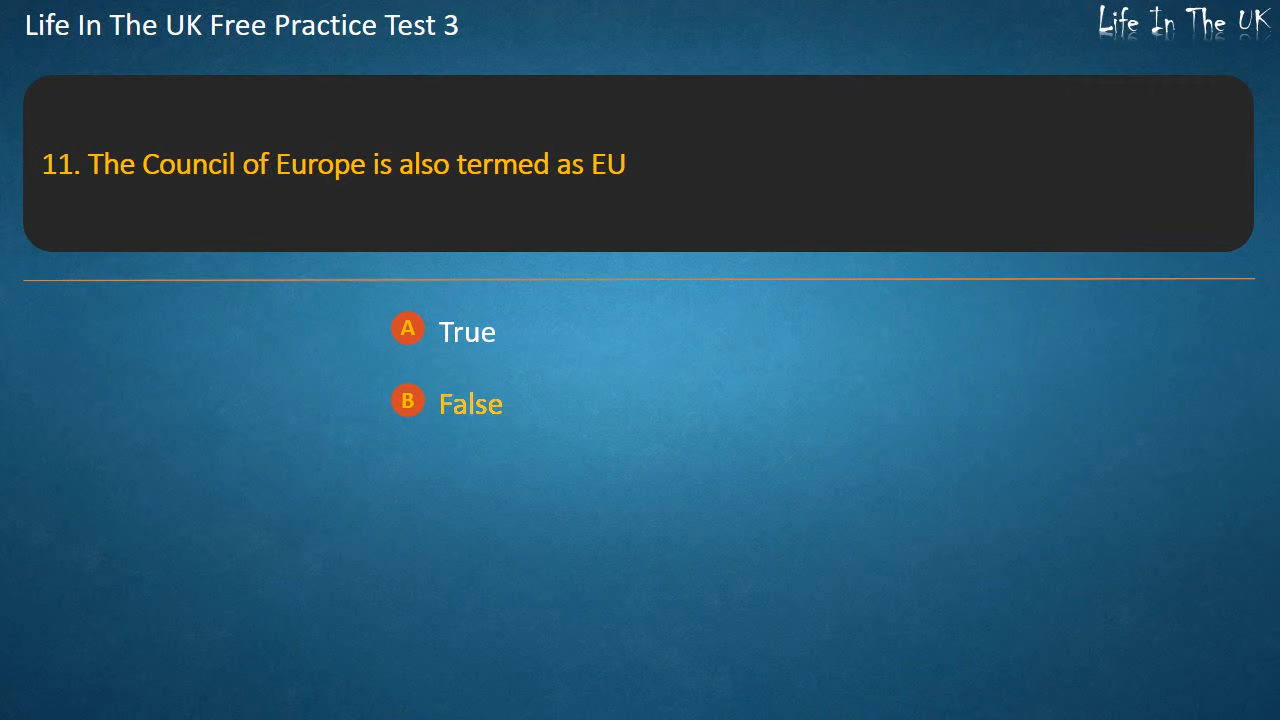 Life In The UK Free Practice Test 3
Life In The UK
11. The Council of Europe is also termed as EU
A True
B False